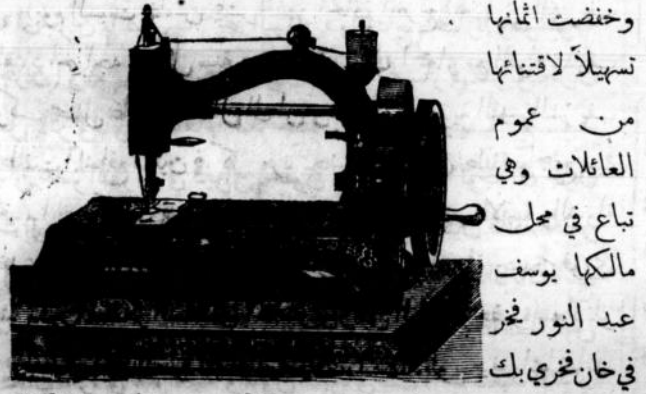 وخفضت اثمانها
تسهيلاً لاقتنائها
من عموم
العائلات وهي
تباع في محل
مالكها يوسف
عبد النور فخر
في خان فخري بك